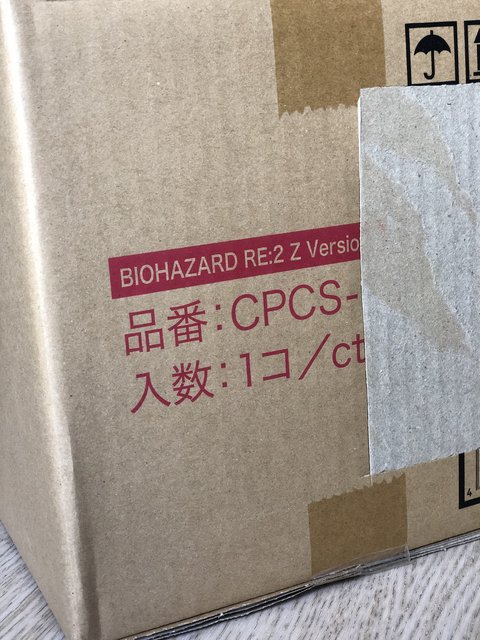 BIOHAZARD RE:2 Z Versio
品番:CPCS-
入数:1コ/ct